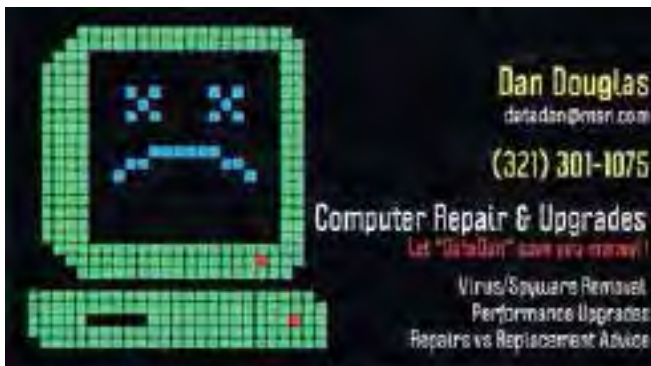 Dan Douglas
datadan@msn.com
(321) 301-1075
Computer Repair & Upgrades
Let "DataDan" save you money!!
Virus/Spyware Removal
Performance Upgrades
Repairs vs Replacement Advice